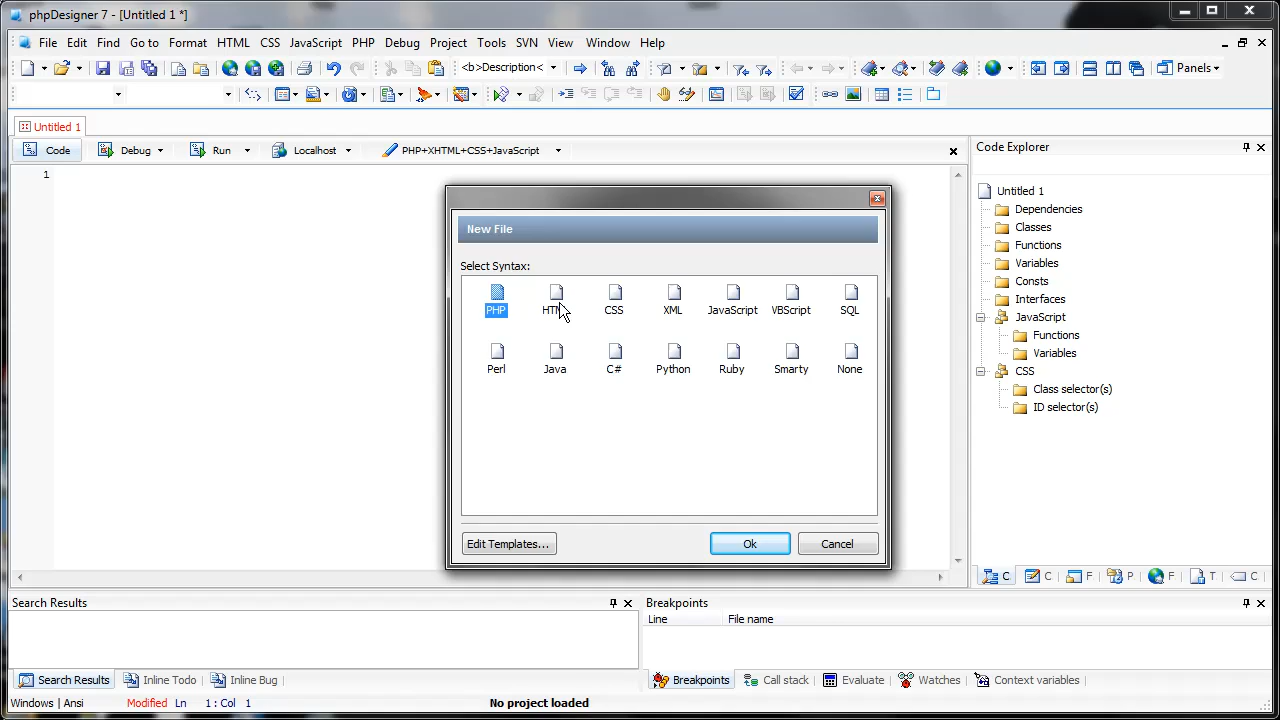 phpDesigner 7 - [Untitled 1 *]
File Edit Find Go to Format HTML CSS JavaScript PHP Debug Project Tools SVN View Window Help
<b>Description< Panels
Untitled 1
Code Debug Run Localhost PHP+XHTML+CSS+JavaScript
Code Explorer
1
Untitled 1
Dependencies
Classes
Functions
Variables
Consts
Interfaces
JavaScript
Functions
Variables
CSS
Class selector(s)
ID selector(s)
New File
Select Syntax:
PHP HTML CSS XML JavaScript VBScript SQL
Perl Java C# Python Ruby Smarty None
Edit Templates... Ok Cancel
C C F P F T C
Search Results
Breakpoints
Line File name
Search Results Inline Todo Inline Bug
Breakpoints Call stack Evaluate Watches Context variables
Windows | Ansi Modified Ln 1 : Col 1 No project loaded